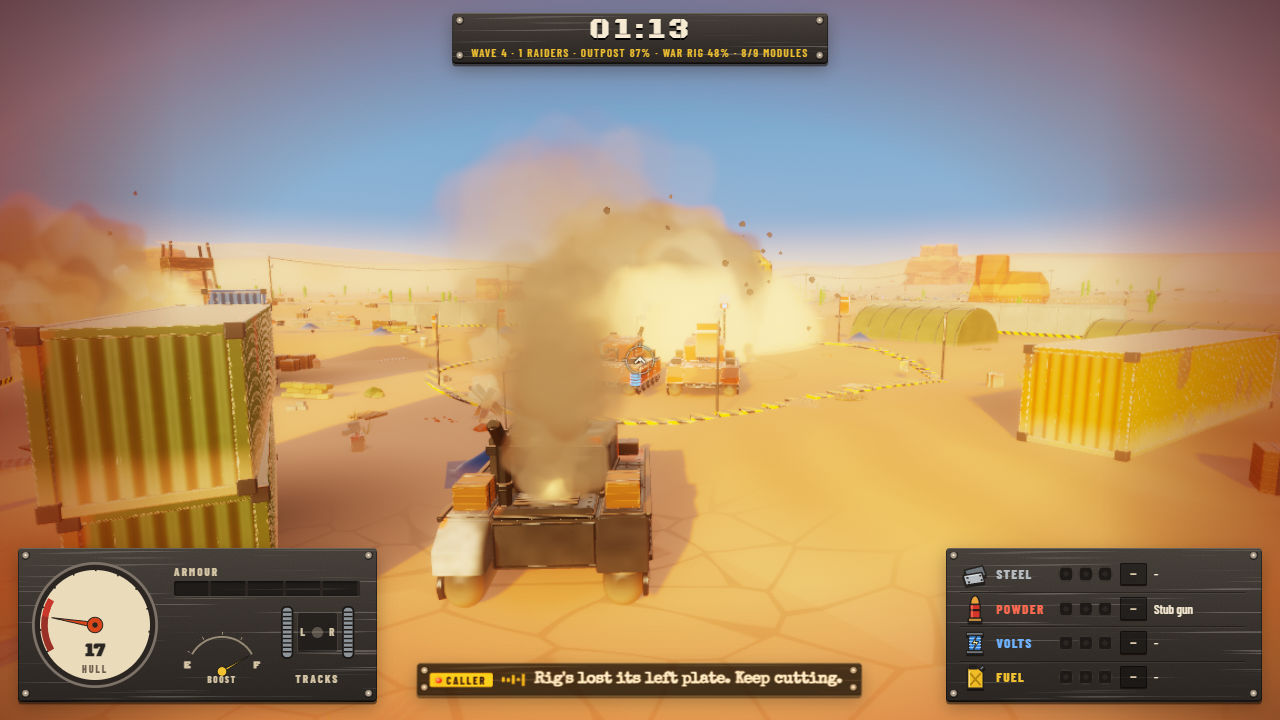 01:13
WAVE 4 · 1 RAIDERS · OUTPOST 87% · WAR RIG 48% · 8/9 MODULES
ARMOUR
17
HULL
E F
BOOST
L R
TRACKS
CALLER Rig's lost its left plate. Keep cutting.
STEEL – -
POWDER – Stub gun
VOLTS – -
FUEL – -